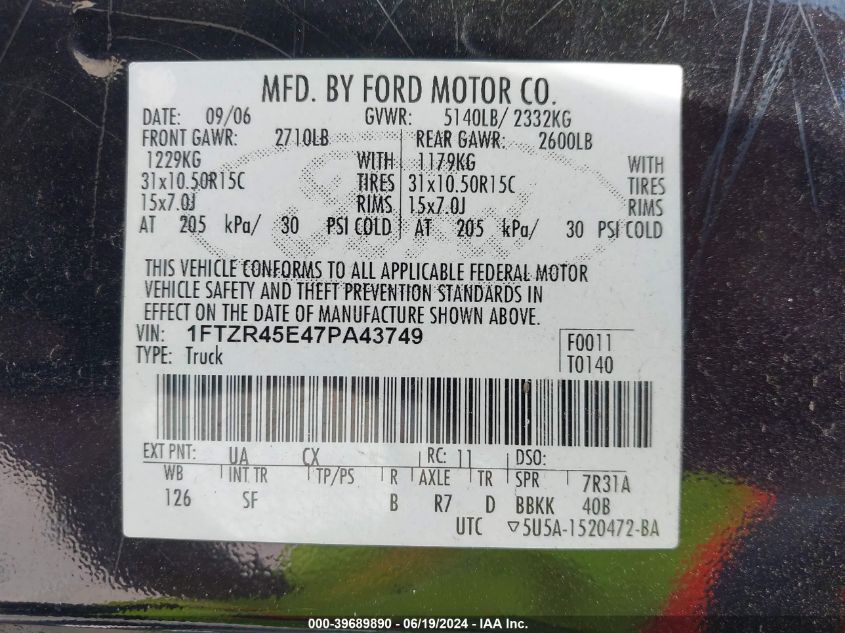 MFD. BY FORD MOTOR CO.
DATE: 09/06 GVWR: 5140LB/ 2332KG
FRONT GAWR: 2710LB REAR GAWR: 2600LB
1229KG WITH 1179KG WITH
31x10.50R15C TIRES 31x10.50R15C TIRES
15x7.0J RIMS 15x7.0J RIMS
AT 205 kPa/ 30 PSI COLD AT 205 kPa/ 30 PSI COLD
THIS VEHICLE CONFORMS TO ALL APPLICABLE FEDERAL MOTOR
VEHICLE SAFETY AND THEFT PREVENTION STANDARDS IN
EFFECT ON THE DATE OF MANUFACTURE SHOWN ABOVE.
VIN: 1FTZR45E47PA43749 F0011
TYPE: Truck T0140
EXT PNT: UA CX RC: 11 DSO:
WB INT TR TP/PS R AXLE TR SPR 7R31A
126 SF B R7 D BBKK 40B
UTC ▽5U5A-1520472-BA
000-39689890 - 06/19/2024 - IAA Inc.